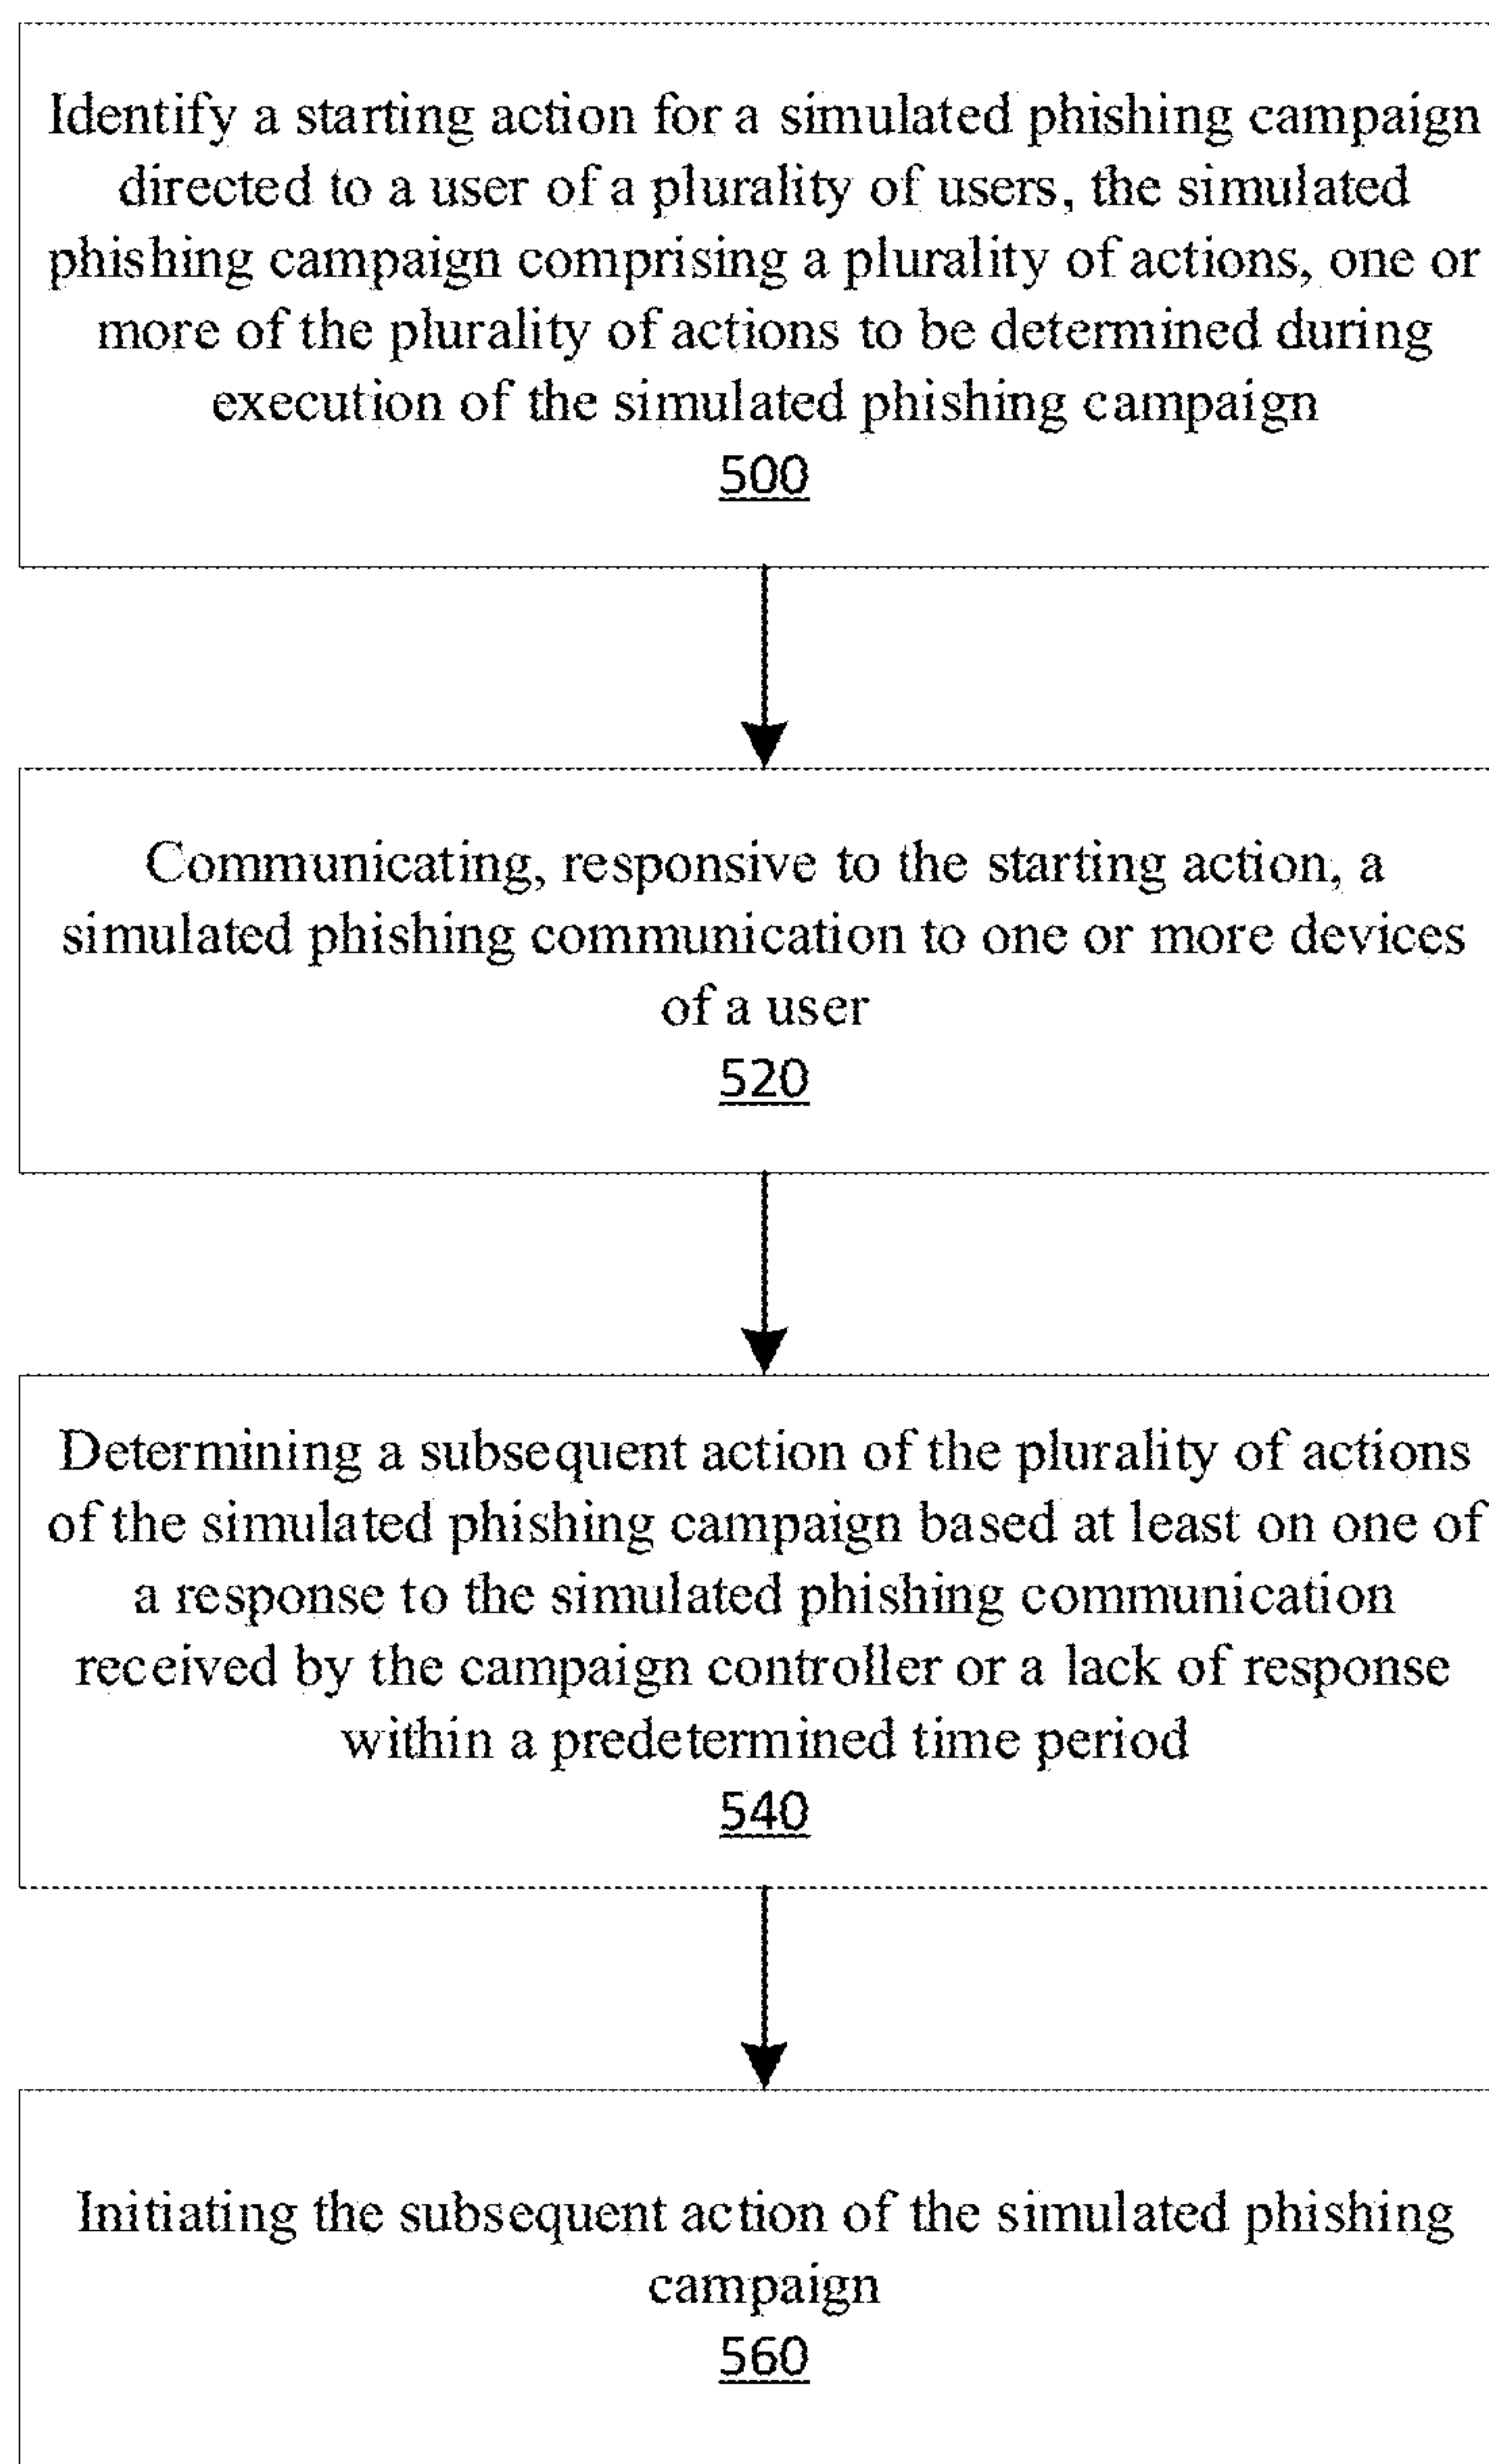 Identify a starting action for a simulated phishing campaign
directed to a user of a plurality of users, the simulated
phishing campaign comprising a plurality of actions, one or
more of the plurality of actions to be determined during
execution of the simulated phishing campaign
500
Communicating, responsive to the starting action, a
simulated phishing communication to one or more devices
of a user
520
Determining a subsequent action of the plurality of actions
of the simulated phishing campaign based at least on one of
a response to the simulated phishing communication
received by the campaign controller or a lack of response
within a predetermined time period
540
Initiating the subsequent action of the simulated phishing
campaign
560